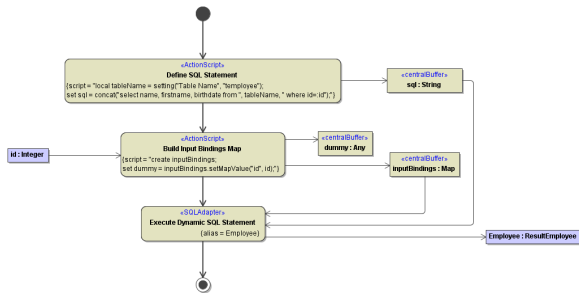 «ActionScript»
Define SQL Statement
{script = "local tableName = setting("Table Name", "temployee");
set sql = concat("select name, firstname, birthdate from ", tableName, " where id=:id");"}
«centralBuffer»
sql : String
«ActionScript»
Build Input Bindings Map
{script = "create inputBindings;
set dummy = inputBindings.setMapValue("id", id);"}
«centralBuffer»
dummy : Any
id : Integer
«centralBuffer»
inputBindings : Map
«SQLAdapter»
Execute Dynamic SQL Statement
{alias = Employee}
Employee : ResultEmployee